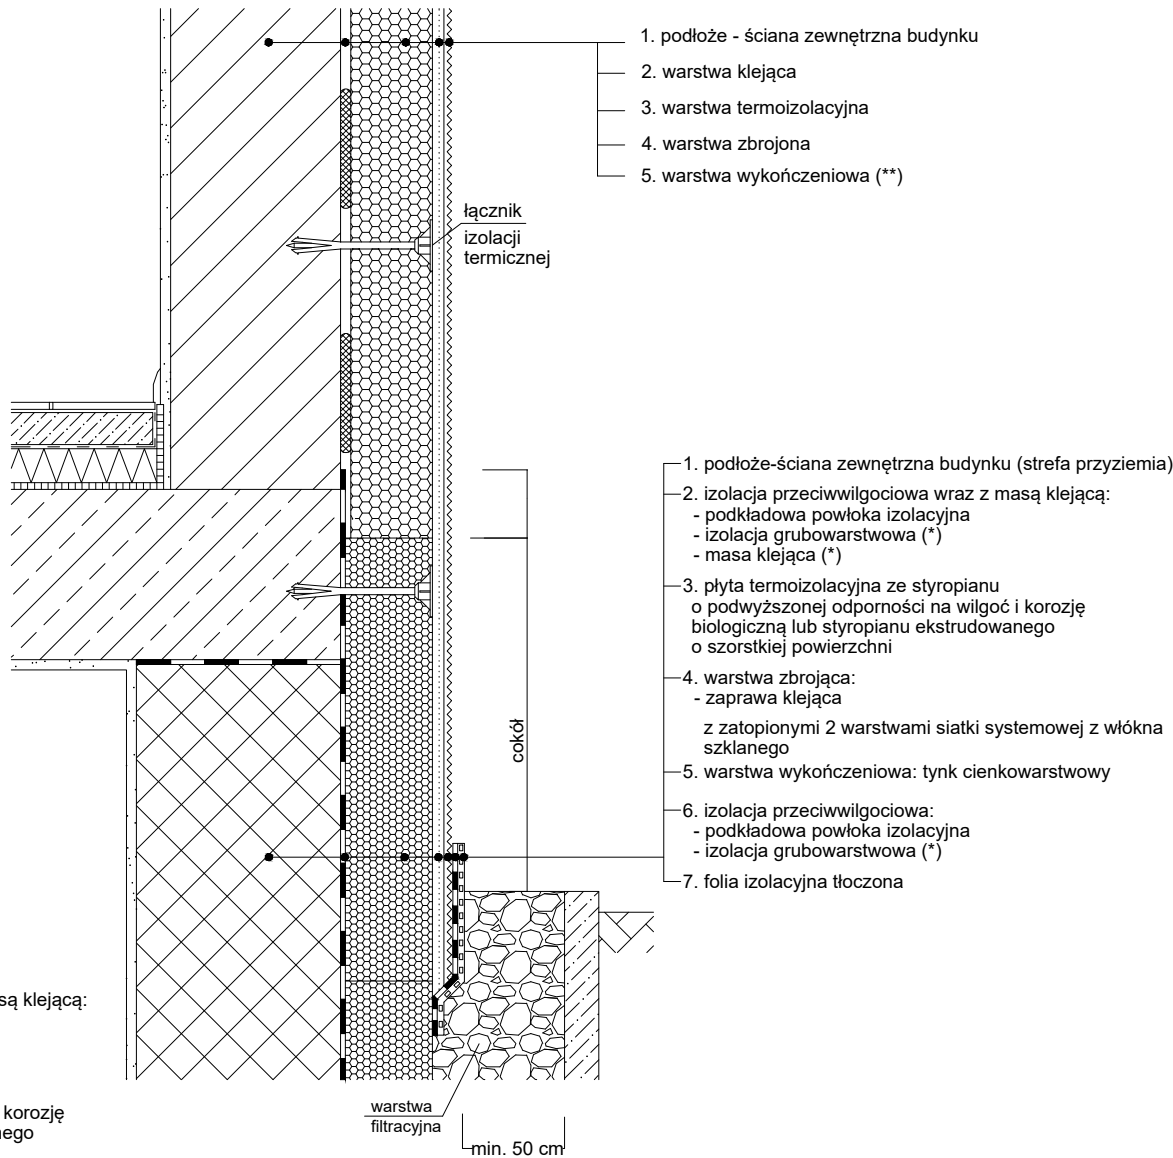 1. podłoże - ściana zewnętrzna budynku
2. warstwa klejąca
3. warstwa termoizolacyjna
4. warstwa zbrojona
5. warstwa wykończeniowa (**)
łącznik
izolacji
termicznej
1. podłoże-ściana zewnętrzna budynku (strefa przyziemia)
2. izolacja przeciwwilgociowa wraz z masą klejącą:
- podkładowa powłoka izolacyjna
- izolacja grubowarstwowa (*)
- masa klejąca (*)
3. płyta termoizolacyjna ze styropianu
o podwyższonej odporności na wilgoć i korozję
biologiczną lub styropianu ekstrudowanego
o szorstkiej powierzchni
4. warstwa zbrojąca:
- zaprawa klejąca
z zatopionymi 2 warstwami siatki systemowej z włókna
szklanego
5. warstwa wykończeniowa: tynk cienkowarstwowy
6. izolacja przeciwwilgociowa:
- podkładowa powłoka izolacyjna
- izolacja grubowarstwowa (*)
7. folia izolacyjna tłoczona
cokół
są klejącą:
korozję
nego
warstwa
filtracyjna
min. 50 cm